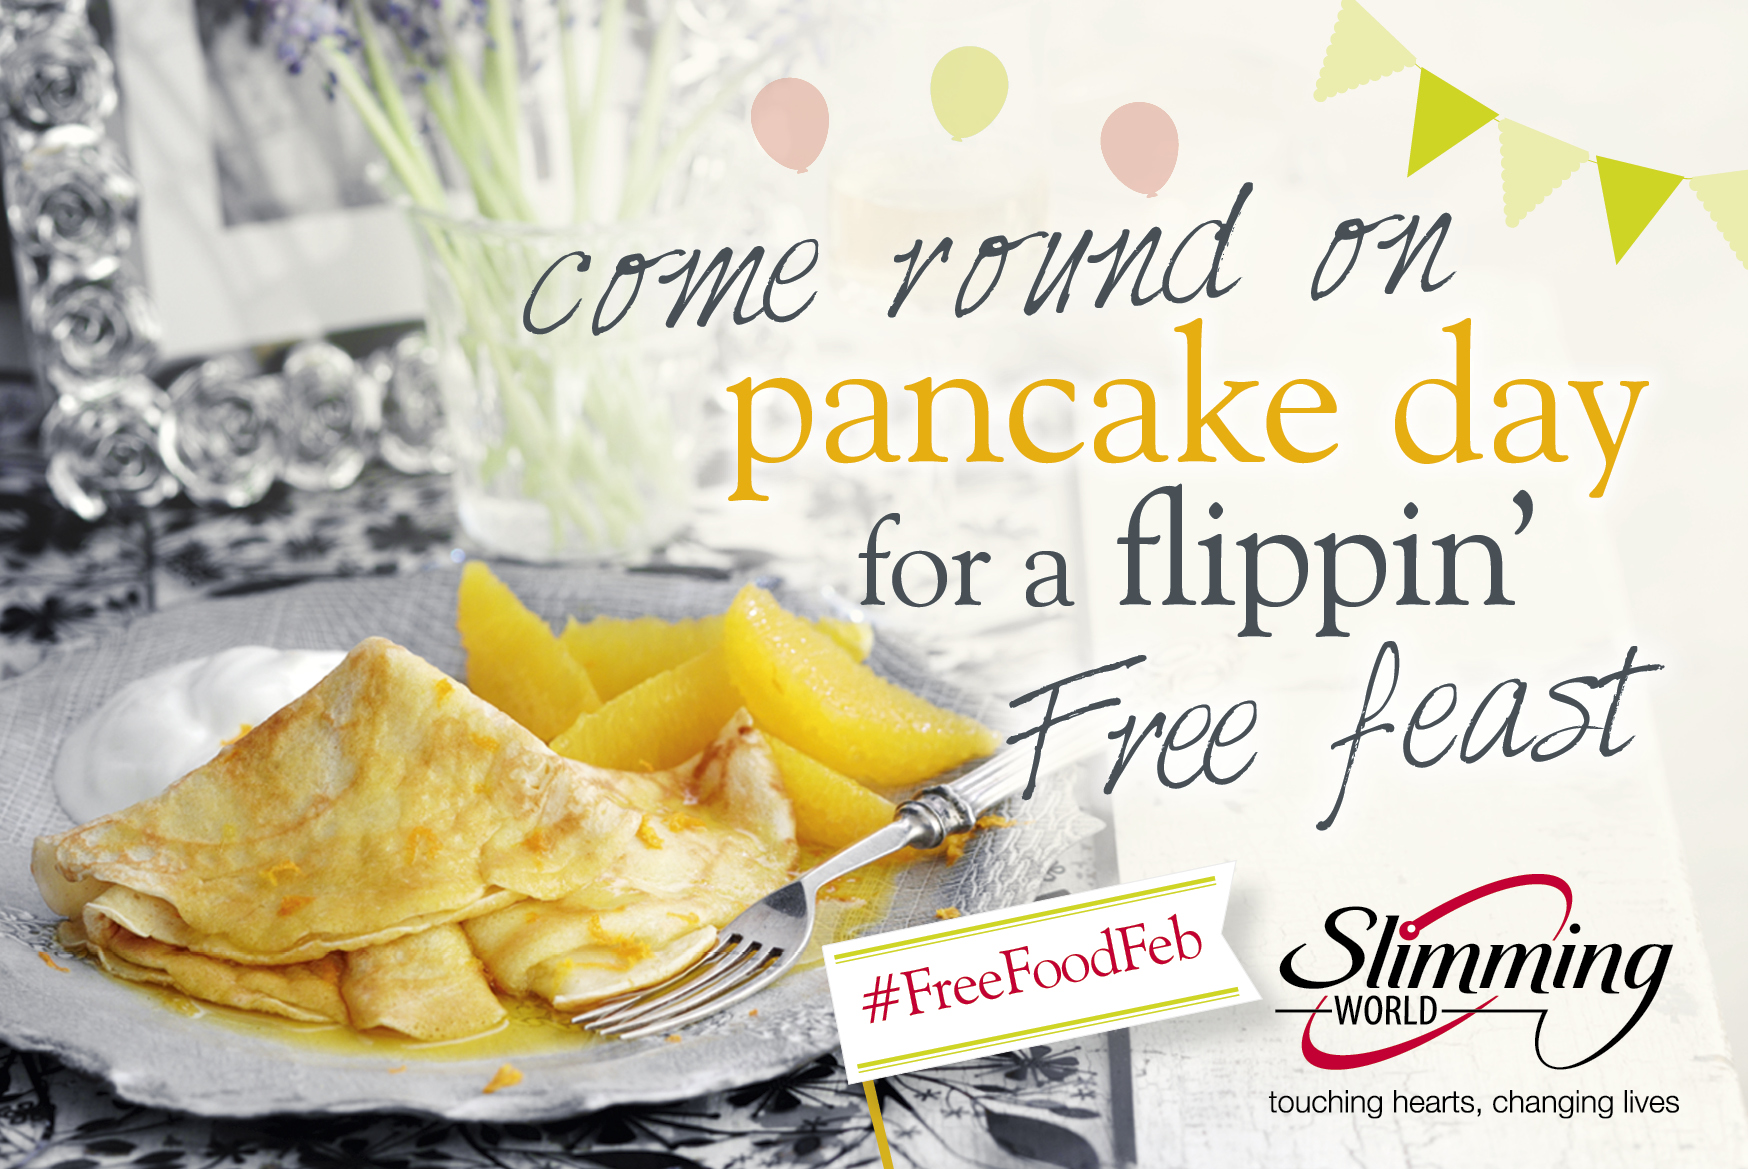 come round on
pancake day
for a flippin'
Free feast
#FreeFoodFeb
Slimming
WORLD
touching hearts, changing lives